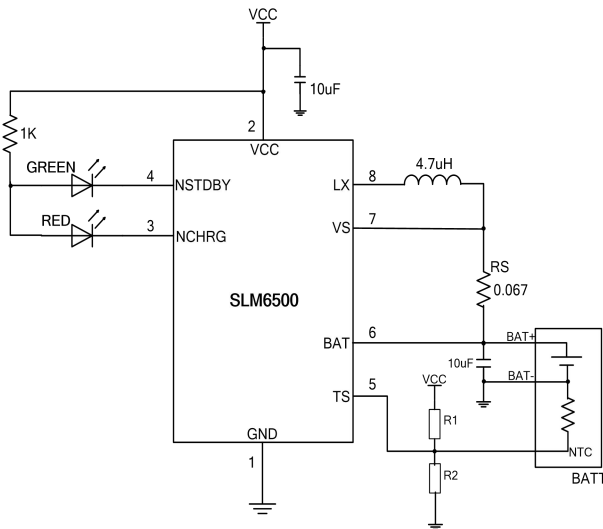 VCC
10uF
1K
2
VCC
GREEN
4
NSTDBY
LX
8
4.7uH
RED
3
NCHRG
VS
7
RS
0.067
SLM6500
BAT
6
BAT+
10uF
BAT-
VCC
TS
5
R1
GND
1
NTC
R2
BATT